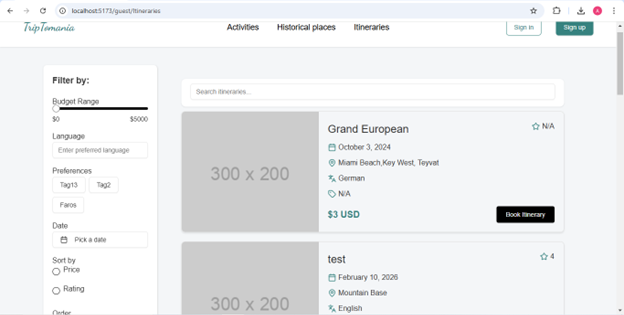 localhost:5173/guest/Itineraries
A
TripTomania
Activities Historical places Itineraries
Sign in Sign up
Filter by:
Budget Range
$0 $5000
Language
Enter preferred language
Preferences
Tag13 Tag2
Faros
Date
Pick a date
Sort by
Price
Rating
Order
Search itineraries...
300 x 200
Grand European
N/A
October 3, 2024
Miami Beach,Key West, Teyvat
German
N/A
$3 USD
Book Itinerary
300 x 200
test
4
February 10, 2026
Mountain Base
English